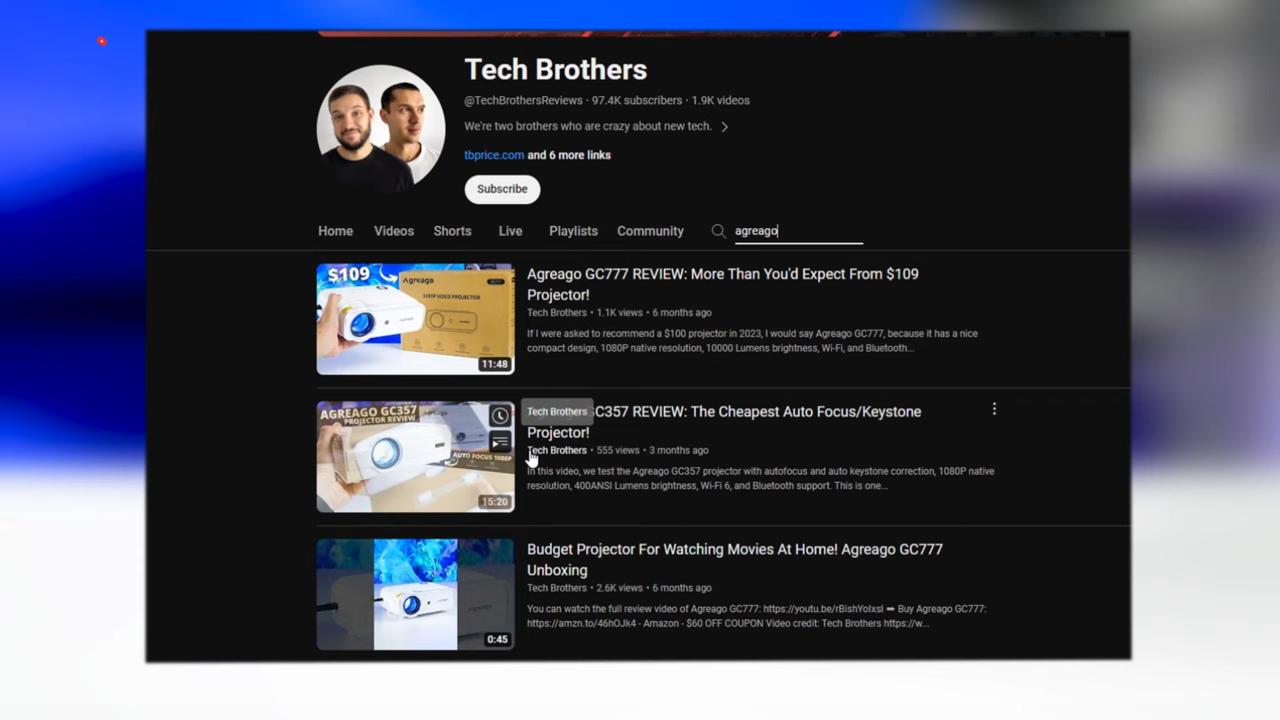 Tech Brothers
@TechBrothersReviews · 97.4K subscribers · 1.9K videos
We're two brothers who are crazy about new tech.
tbprice.com and 6 more links
Subscribe
Home Videos Shorts Live Playlists Community agreago
$109
Agreago
1080P VIDEO PROJECTOR
11:48
Agreago GC777 REVIEW: More Than You'd Expect From $109
Projector!
Tech Brothers • 1.1K views • 6 months ago
If I were asked to recommend a $100 projector in 2023, I would say Agreago GC777, because it has a nice
compact design, 1080P native resolution, 10000 Lumens brightness, Wi-Fi, and Bluetooth...
AGREAGO GC357
PROJECTOR REVIEW
Agreago
AUTO FOCUS 1080P
15:20
Tech Brothers
C357 REVIEW: The Cheapest Auto Focus/Keystone
Projector!
Tech Brothers • 555 views • 3 months ago
In this video, we test the Agreago GC357 projector with autofocus and auto keystone correction, 1080P native
resolution, 400ANSI Lumens brightness, Wi-Fi 6, and Bluetooth support. This is one...
Agreago
0:45
Budget Projector For Watching Movies At Home! Agreago GC777
Unboxing
Tech Brothers • 2.6K views • 6 months ago
You can watch the full review video of Agreago GC777: https://youtu.be/rBishYolxsI ➡ Buy Agreago GC777:
https://amzn.to/46hOJk4 - Amazon - $60 OFF COUPON Video credit: Tech Brothers https://w...